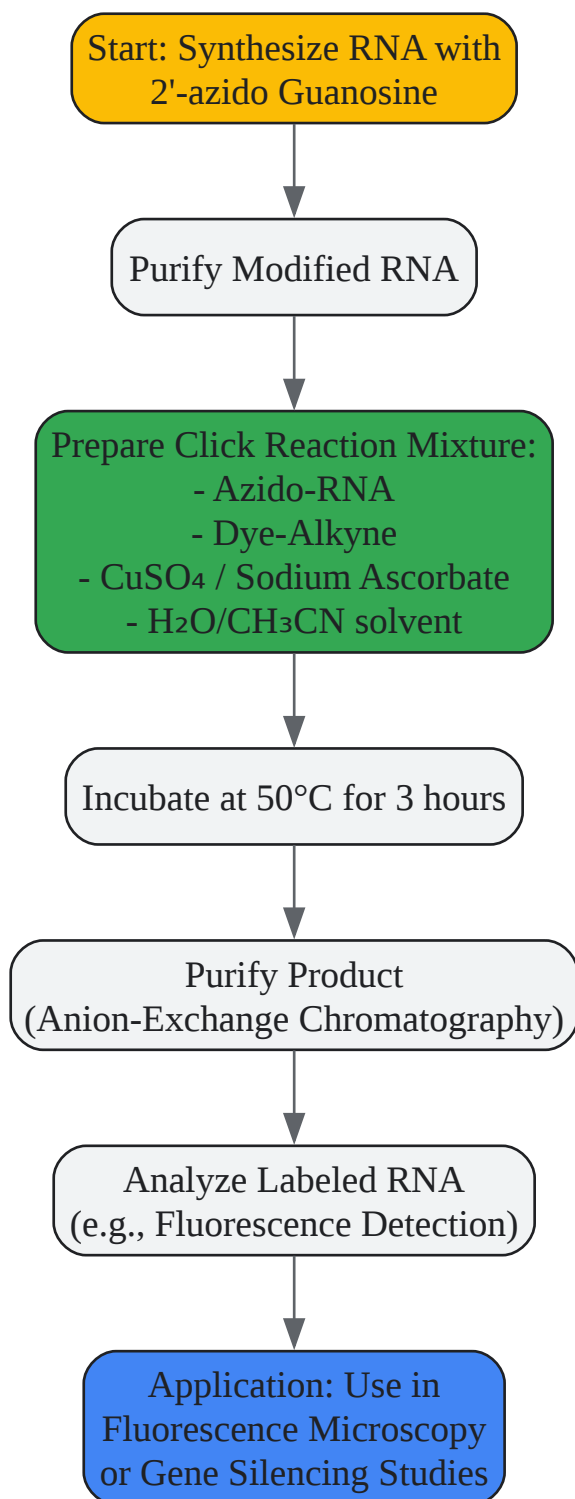 Start: Synthesize RNA with
2'-azido Guanosine
Purify Modified RNA
Prepare Click Reaction Mixture:
- Azido-RNA
- Dye-Alkyne
- CuSO₄ / Sodium Ascorbate
- H₂O/CH₃CN solvent
Incubate at 50°C for 3 hours
Purify Product
(Anion-Exchange Chromatography)
Analyze Labeled RNA
(e.g., Fluorescence Detection)
Application: Use in
Fluorescence Microscopy
or Gene Silencing Studies